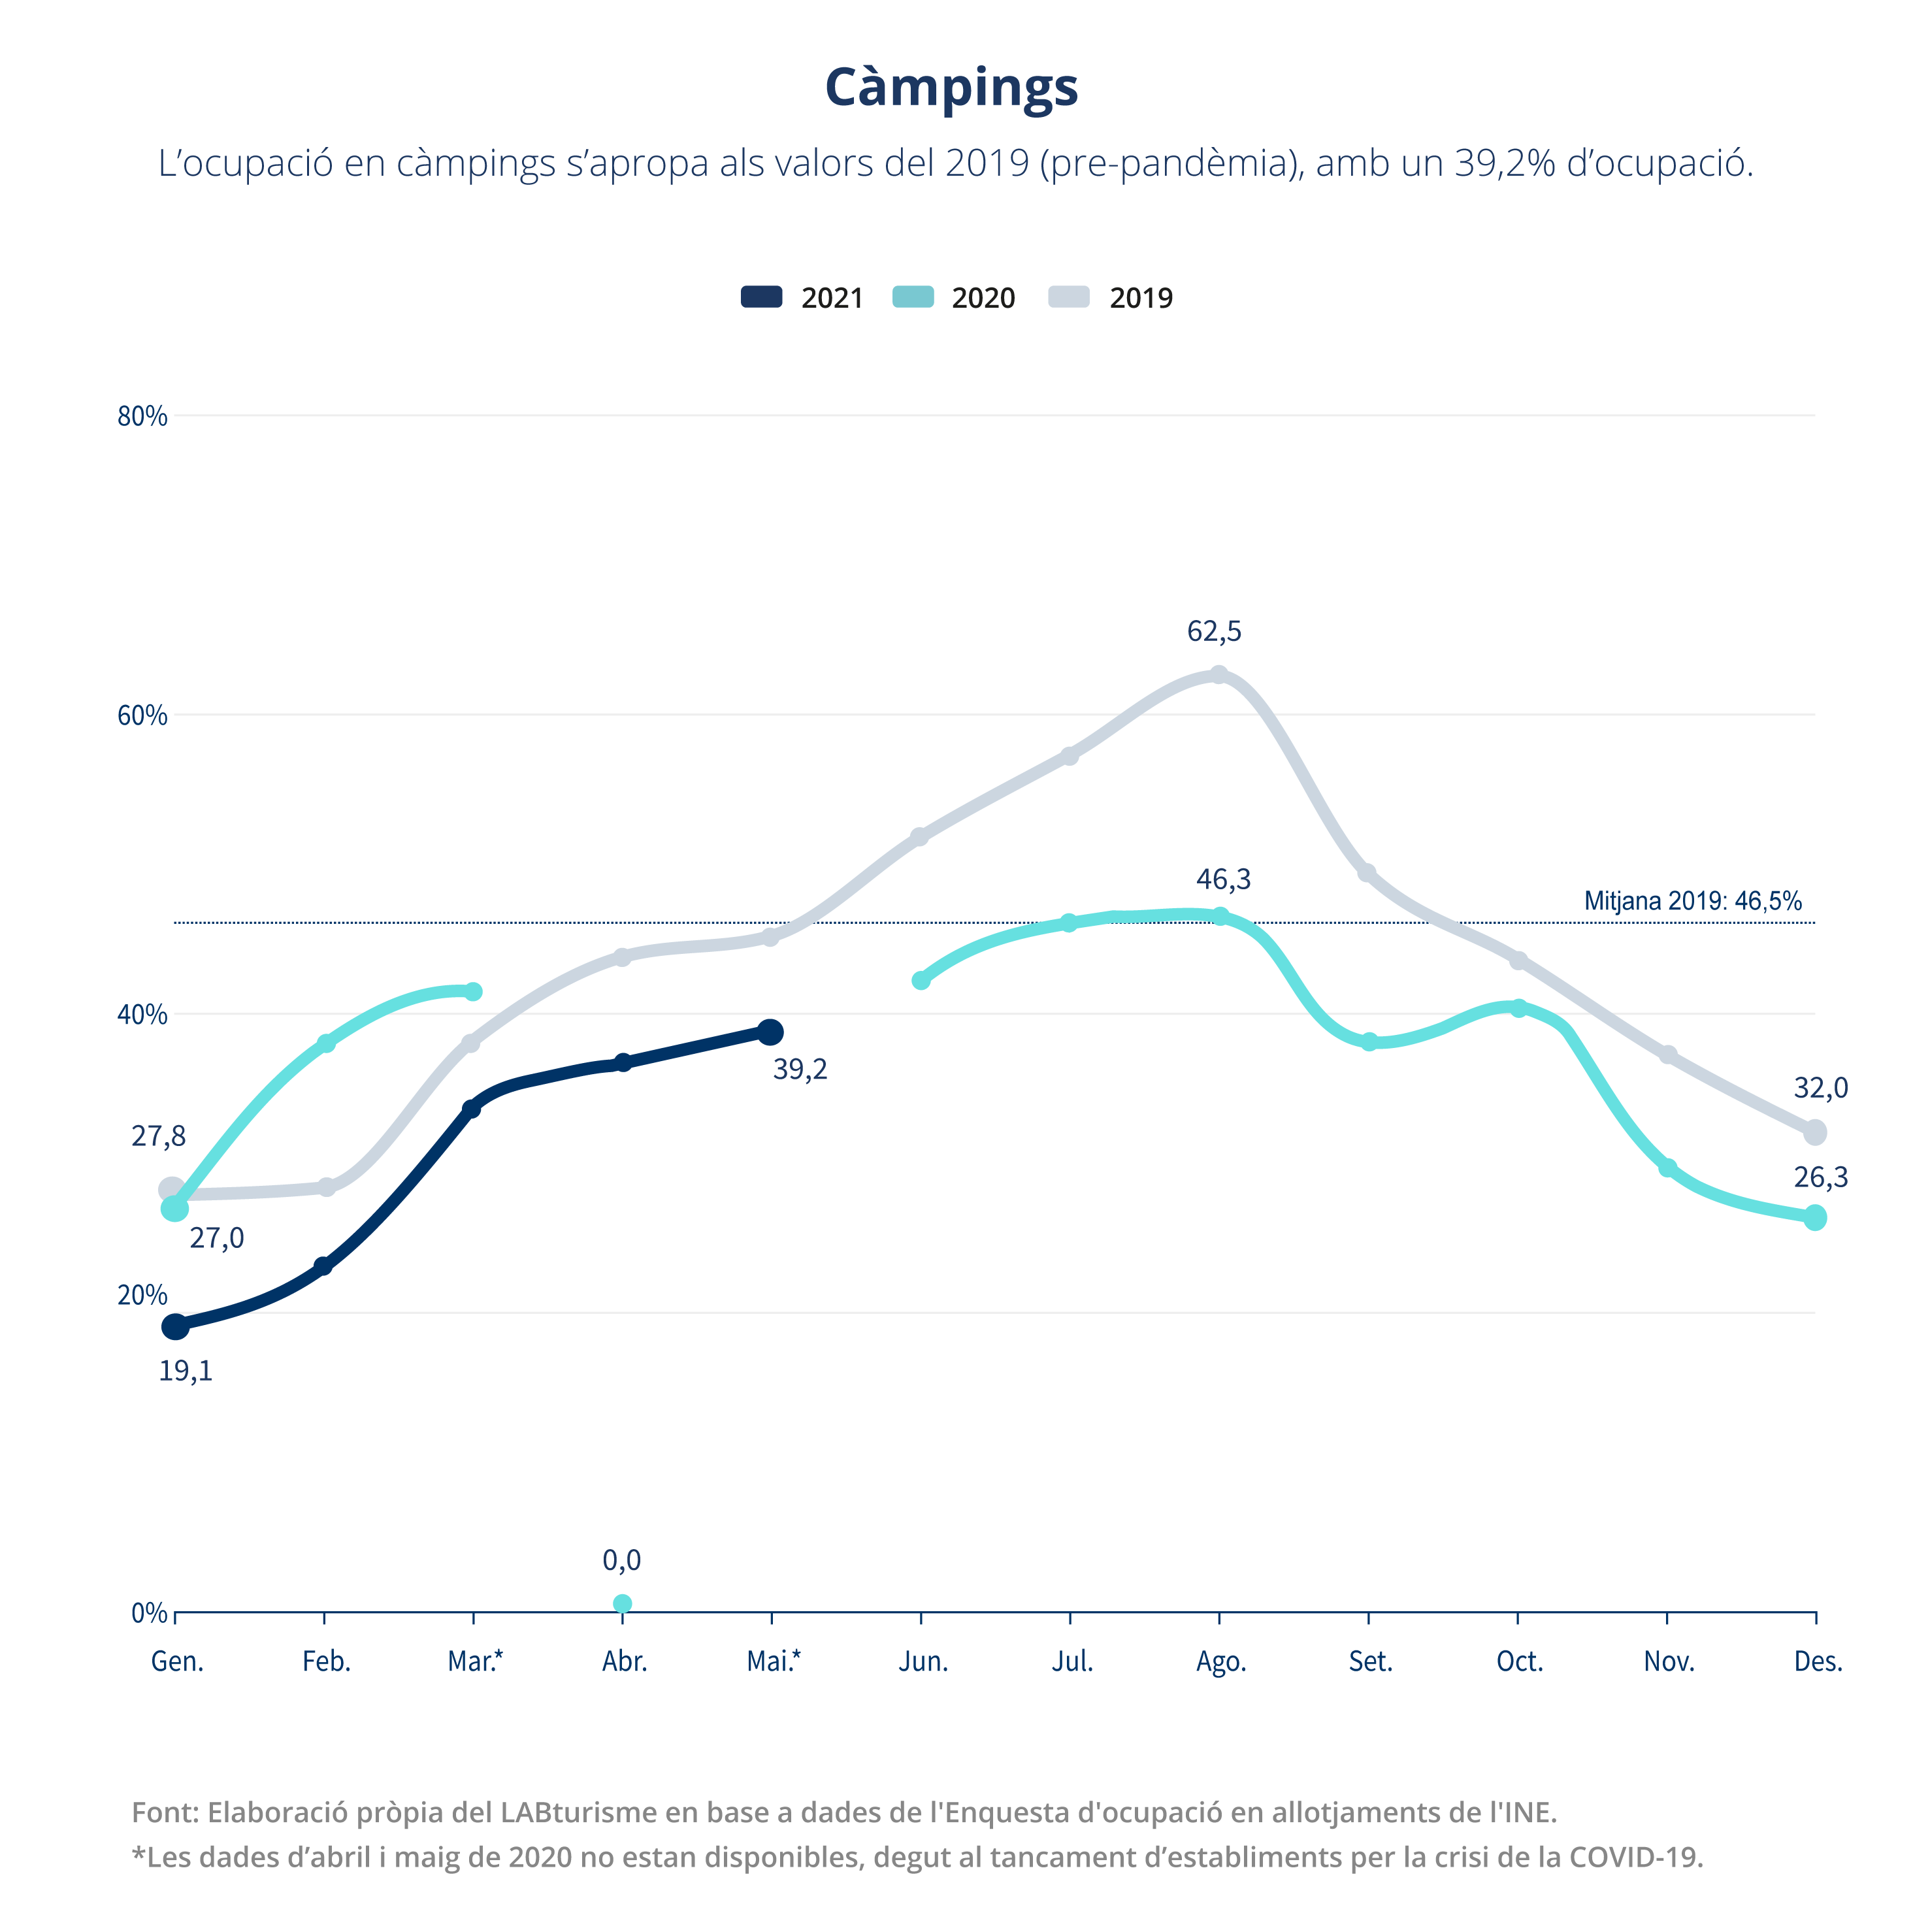 Càmpings
L’ocupació en càmpings s’apropa als valors del 2019 (pre-pandèmia), amb un 39,2% d’ocupació.
2021 2020 2019
80%
62,5
60%
46,3
Mitjana 2019: 46,5%
40%
39,2
32,0
27,8
26,3
27,0
20%
19,1
0,0
0%
Gen. Feb. Mar.* Abr. Mai.* Jun. Jul. Ago. Set. Oct. Nov. Des.
Font: Elaboració pròpia del LABturisme en base a dades de l'Enquesta d'ocupació en allotjaments de l'INE.
*Les dades d’abril i maig de 2020 no estan disponibles, degut al tancament d’establiments per la crisi de la COVID-19.